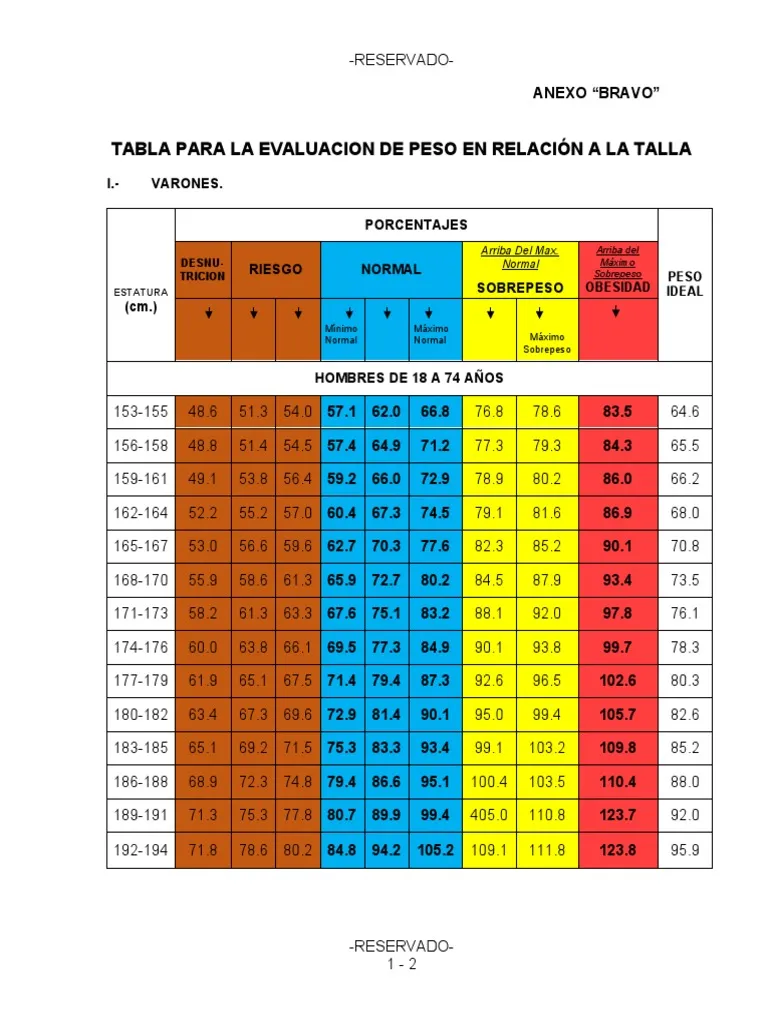 -RESERVADO-
ANEXO “BRAVO”
TABLA PARA LA EVALUACION DE PESO EN RELACIÓN A LA TALLA
I.- VARONES.
ESTATURA
(cm.)
PORCENTAJES
DESNU-
TRICION
RIESGO
NORMAL
Arriba Del Max.
Normal
SOBREPESO
Arriba del
Máximo
Sobrepeso
OBESIDAD
PESO
IDEAL
Mínimo
Normal
Máximo
Normal
Máximo
Sobrepeso
HOMBRES DE 18 A 74 AÑOS
153-155 48.6 51.3 54.0 57.1 62.0 66.8 76.8 78.6 83.5 64.6
156-158 48.8 51.4 54.5 57.4 64.9 71.2 77.3 79.3 84.3 65.5
159-161 49.1 53.8 56.4 59.2 66.0 72.9 78.9 80.2 86.0 66.2
162-164 52.2 55.2 57.0 60.4 67.3 74.5 79.1 81.6 86.9 68.0
165-167 53.0 56.6 59.6 62.7 70.3 77.6 82.3 85.2 90.1 70.8
168-170 55.9 58.6 61.3 65.9 72.7 80.2 84.5 87.9 93.4 73.5
171-173 58.2 61.3 63.3 67.6 75.1 83.2 88.1 92.0 97.8 76.1
174-176 60.0 63.8 66.1 69.5 77.3 84.9 90.1 93.8 99.7 78.3
177-179 61.9 65.1 67.5 71.4 79.4 87.3 92.6 96.5 102.6 80.3
180-182 63.4 67.3 69.6 72.9 81.4 90.1 95.0 99.4 105.7 82.6
183-185 65.1 69.2 71.5 75.3 83.3 93.4 99.1 103.2 109.8 85.2
186-188 68.9 72.3 74.8 79.4 86.6 95.1 100.4 103.5 110.4 88.0
189-191 71.3 75.3 77.8 80.7 89.9 99.4 405.0 110.8 123.7 92.0
192-194 71.8 78.6 80.2 84.8 94.2 105.2 109.1 111.8 123.8 95.9
-RESERVADO-
1 - 2